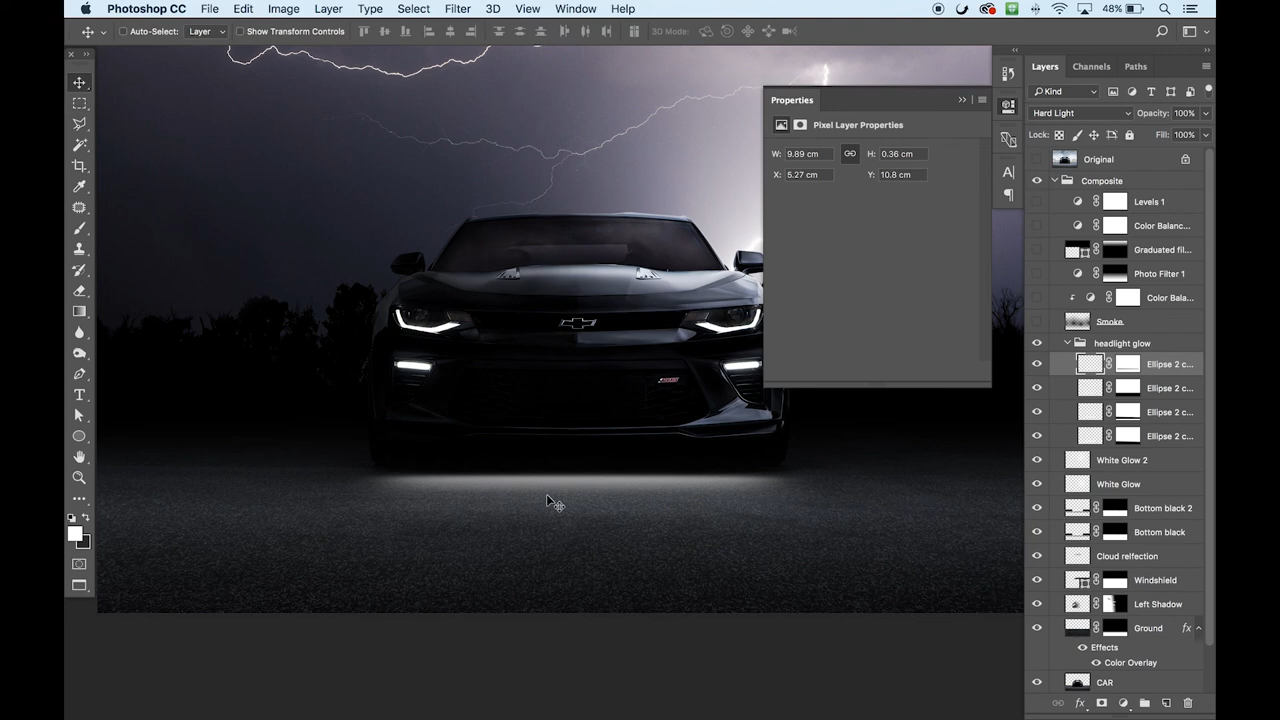 Photoshop CC File Edit Image Layer Type Select Filter 3D View Window Help 48%
Auto-Select: Layer Show Transform Controls 3D Mode:
Layers Channels Paths
Kind
Hard Light Opacity: 100%
Lock: Fill: 100%
Properties
Pixel Layer Properties
W: 9.89 cm H: 0.36 cm
X: 5.27 cm Y: 10.8 cm
Original
Composite
Levels 1
Color Balanc...
Graduated fil...
Photo Filter 1
Color Bala...
Smoke
headlight glow
Ellipse 2 c...
Ellipse 2 c...
Ellipse 2 c...
Ellipse 2 c...
White Glow 2
White Glow
Bottom black 2
Bottom black
Cloud relfection
Windshield
Left Shadow
Ground fx
Effects
Color Overlay
CAR
fx